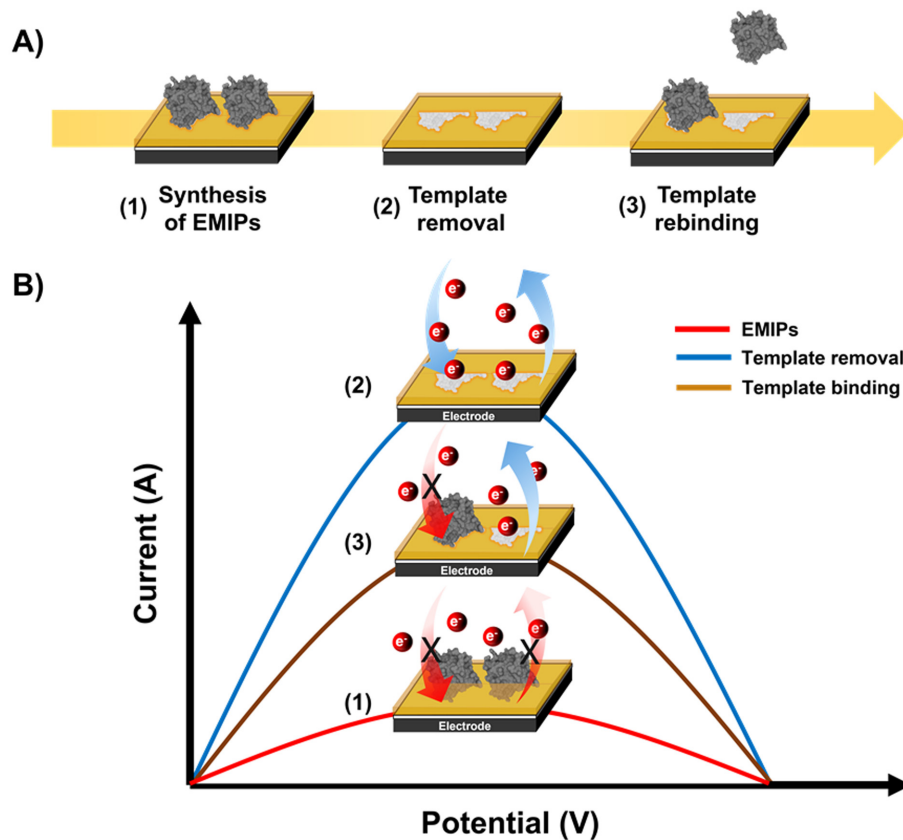 A)
(1) Synthesis
of EMIPs
(2) Template
removal
(3) Template
rebinding
B)
Current (A)
Potential (V)
EMIPs
Template removal
Template binding
(2)
e-
e-
e-
e-
e-
e-
Electrode
(3)
X
e-
e-
e-
e-
e-
Electrode
(1)
X
X
e-
e-
e-
e-
Electrode